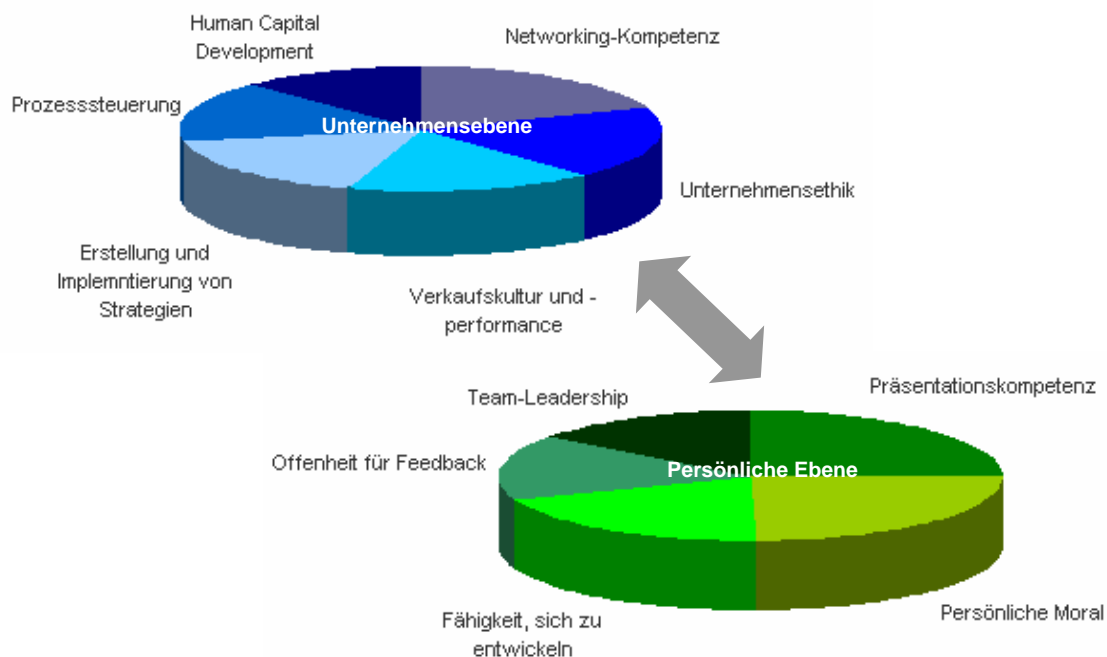 Human Capital
Development
Networking-Kompetenz
Prozesssteuerung
Unternehmensebene
Unternehmensethik
Erstellung und
Implemntierung von
Strategien
Verkaufskultur und -
performance
Team-Leadership
Präsentationskompetenz
Offenheit für Feedback
Persönliche Ebene
Fähigkeit, sich zu
entwickeln
Persönliche Moral